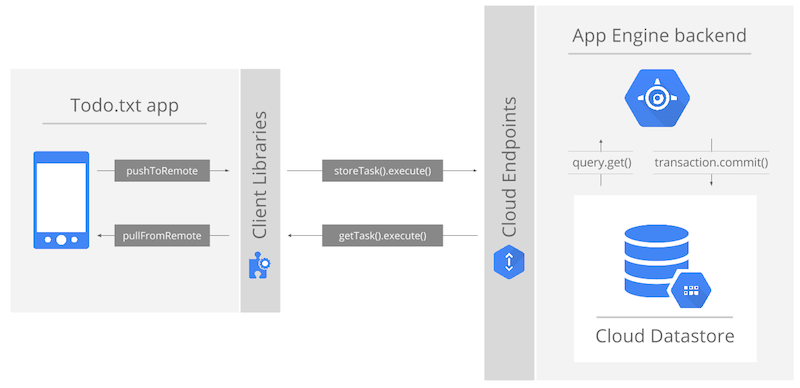 Todo.txt app
pushToRemote
pullFromRemote
Client Libraries
storeTask().execute()
getTask().execute()
Cloud Endpoints
App Engine backend
query.get()
transaction.commit()
Cloud Datastore